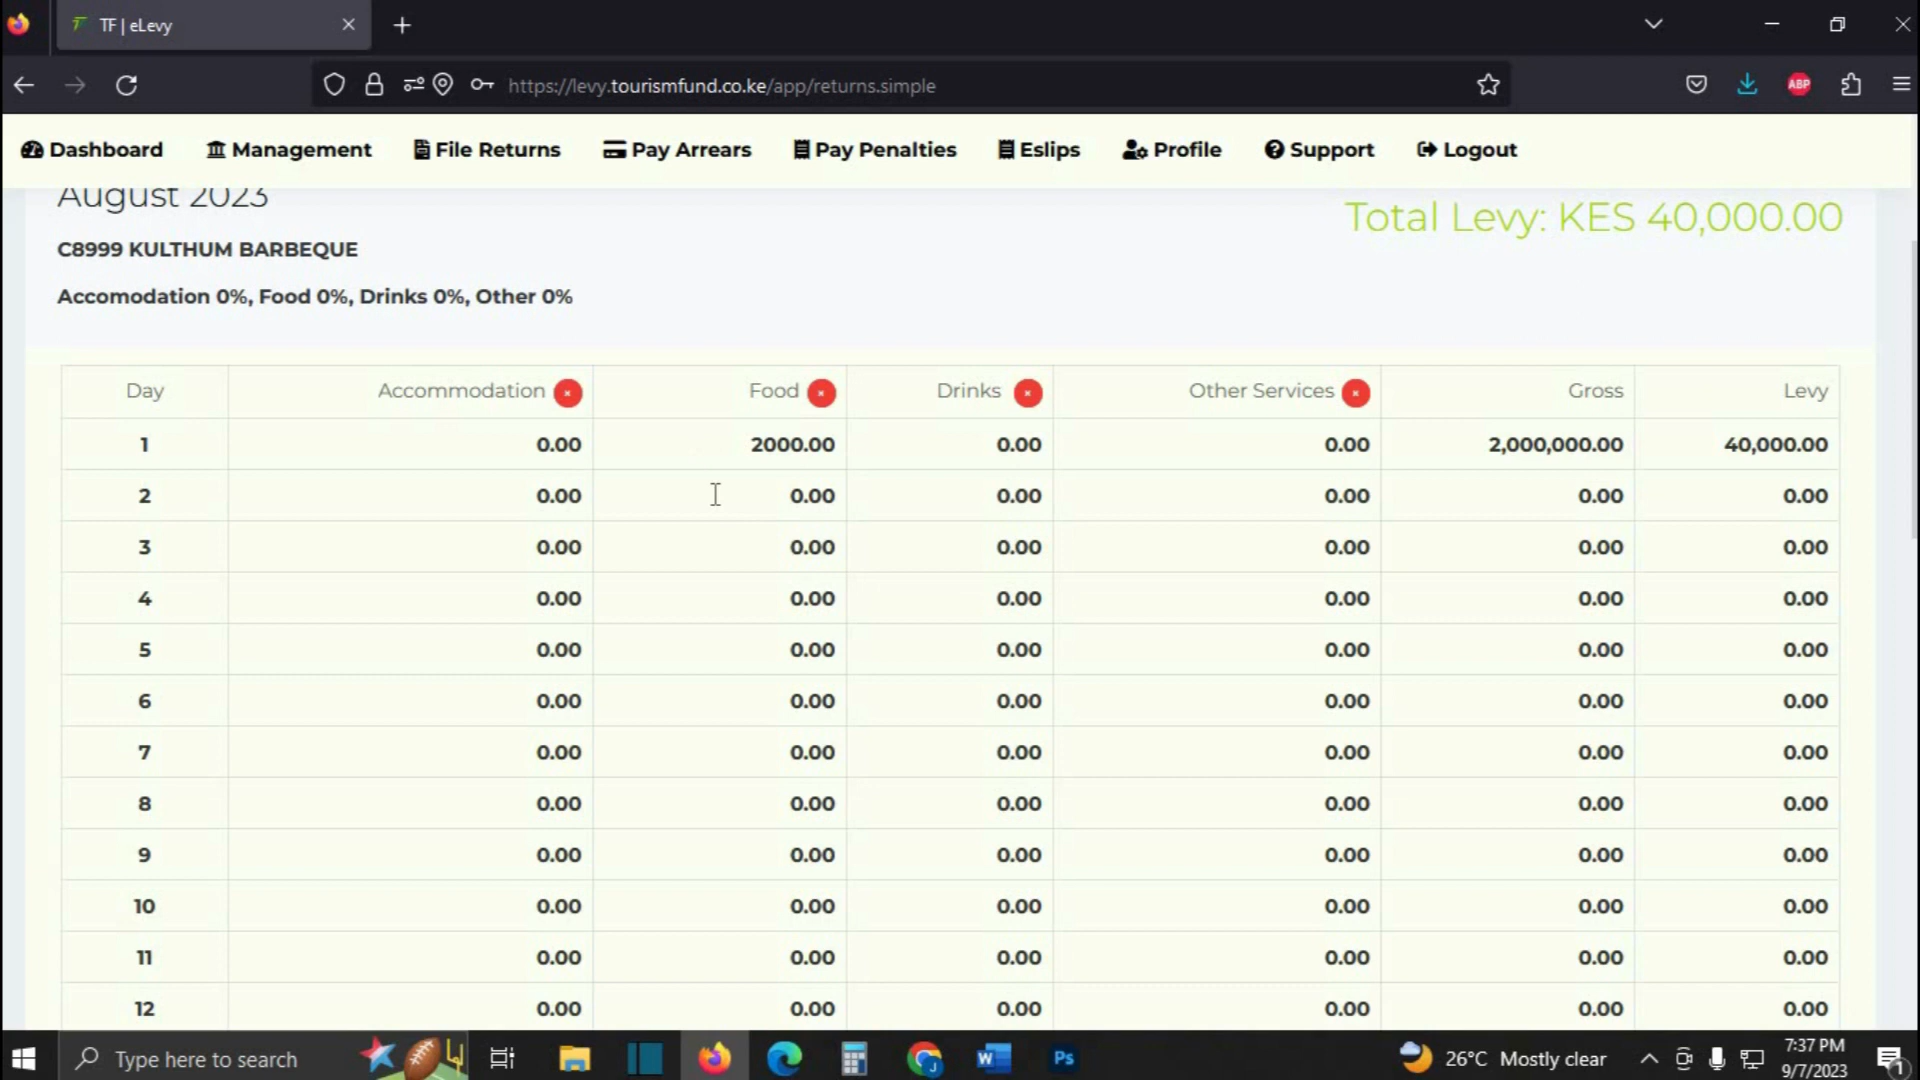 TF | eLevy
https://levy.tourismfund.co.ke/app/returns.simple
ABP
Dashboard Management File Returns Pay Arrears Pay Penalties Eslips Profile Support Logout
August 2023
Total Levy: KES 40,000.00
C8999 KULTHUM BARBEQUE
Accomodation 0%, Food 0%, Drinks 0%, Other 0%
Day Accommodation Food Drinks Other Services Gross Levy
1 0.00 2000.00 0.00 0.00 2,000,000.00 40,000.00
2 0.00 0.00 0.00 0.00 0.00 0.00
3 0.00 0.00 0.00 0.00 0.00 0.00
4 0.00 0.00 0.00 0.00 0.00 0.00
5 0.00 0.00 0.00 0.00 0.00 0.00
6 0.00 0.00 0.00 0.00 0.00 0.00
7 0.00 0.00 0.00 0.00 0.00 0.00
8 0.00 0.00 0.00 0.00 0.00 0.00
9 0.00 0.00 0.00 0.00 0.00 0.00
10 0.00 0.00 0.00 0.00 0.00 0.00
11 0.00 0.00 0.00 0.00 0.00 0.00
12 0.00 0.00 0.00 0.00 0.00 0.00
Type here to search
W
Ps
26°C Mostly clear
7:37 PM
9/7/2023
1